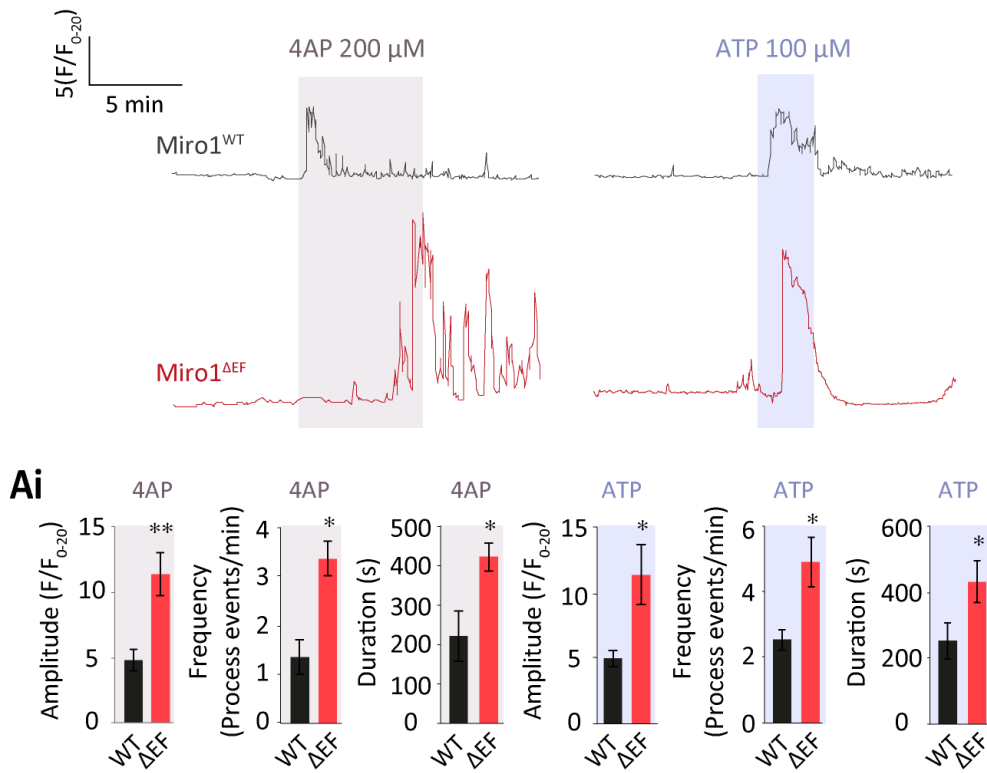 5(F/F0-20)
5 min
4AP 200 µM
ATP 100 µM
Miro1WT
Miro1ΔEF
Ai
4AP
Amplitude (F/F0-20)
15
10
5
0
**
WT
ΔEF
4AP
Frequency
(Process events/min)
4
3
2
1
0
*
WT
ΔEF
4AP
Duration (s)
500
400
300
200
100
0
*
WT
ΔEF
ATP
Amplitude (F/F0-20)
15
10
5
0
*
WT
ΔEF
ATP
Frequency
(Process events/min)
6
4
2
0
*
WT
ΔEF
ATP
Duration (s)
600
400
200
0
*
WT
ΔEF